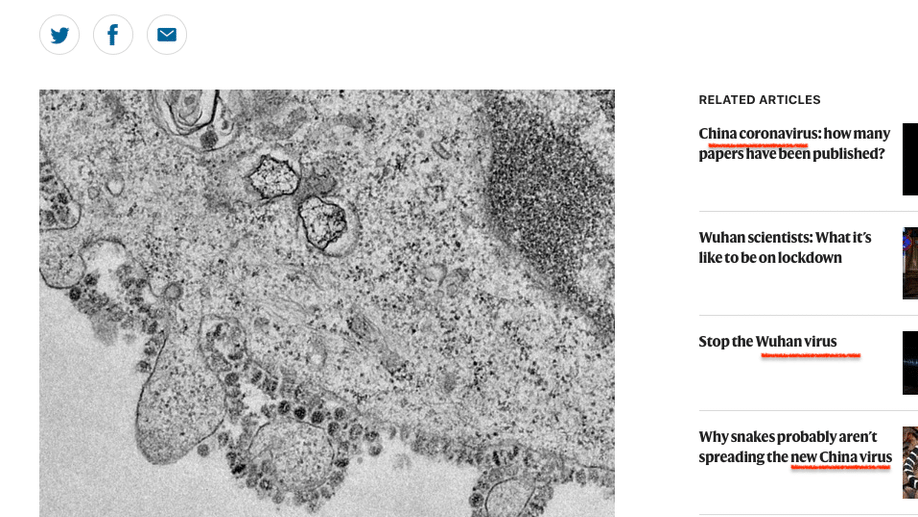 RELATED ARTICLES
China coronavirus: how many
papers have been published?
Wuhan scientists: What it's
like to be on lockdown
Stop the Wuhan virus
Why snakes probably aren't
spreading the new China virus